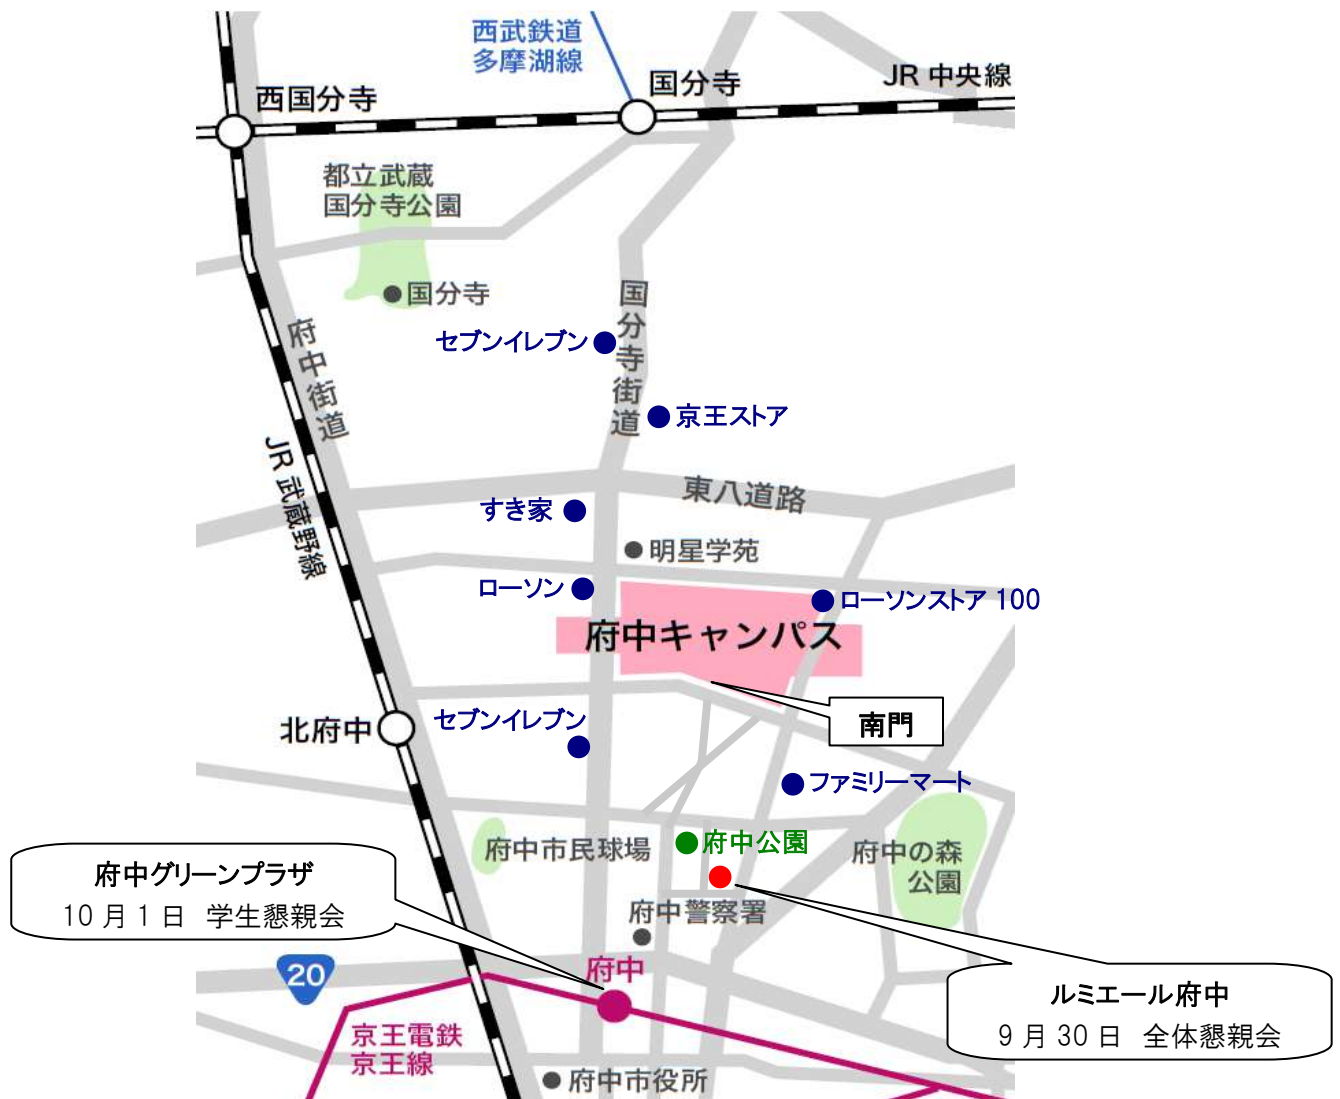 西武鉄道
多摩湖線
国分寺
JR 中央線
西国分寺
都立武蔵
国分寺公園
国分寺
国分寺街道
セブンイレブン
府中街道
京王ストア
JR 武蔵野線
東八道路
すき家
明星学苑
ローソン
ローソンストア 100
府中キャンパス
南門
北府中
セブンイレブン
ファミリーマート
府中公園
府中市民球場
府中の森
公園
府中グリーンプラザ
10 月 1 日 学生懇親会
府中警察署
20
府中
ルミエール府中
9 月 30 日 全体懇親会
京王電鉄
京王線
府中市役所